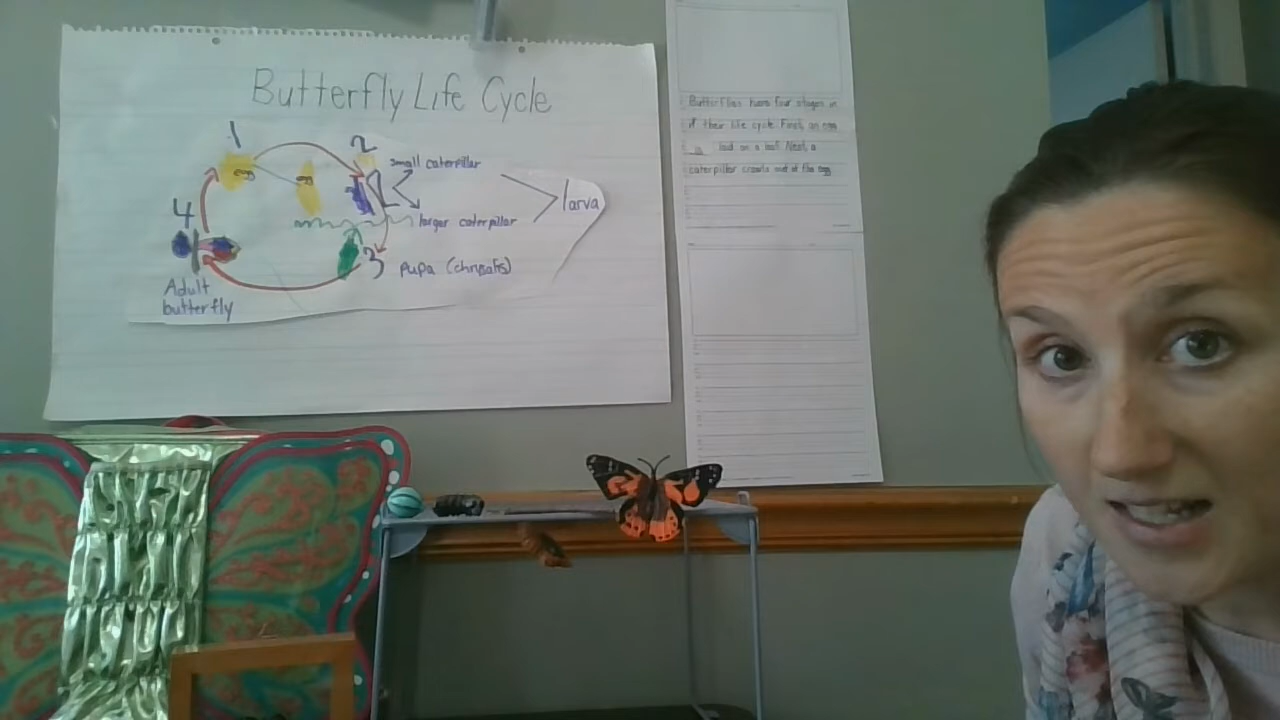 Butterfly Life Cycle
1
2
small caterpillar
larva
4
larger caterpillar
3 pupa (chrysalis)
Adult
butterfly
Butterflies have four stages in
of their life cycle. First, an egg
is laid on a leaf. Next, a
caterpillar crawls out of the egg